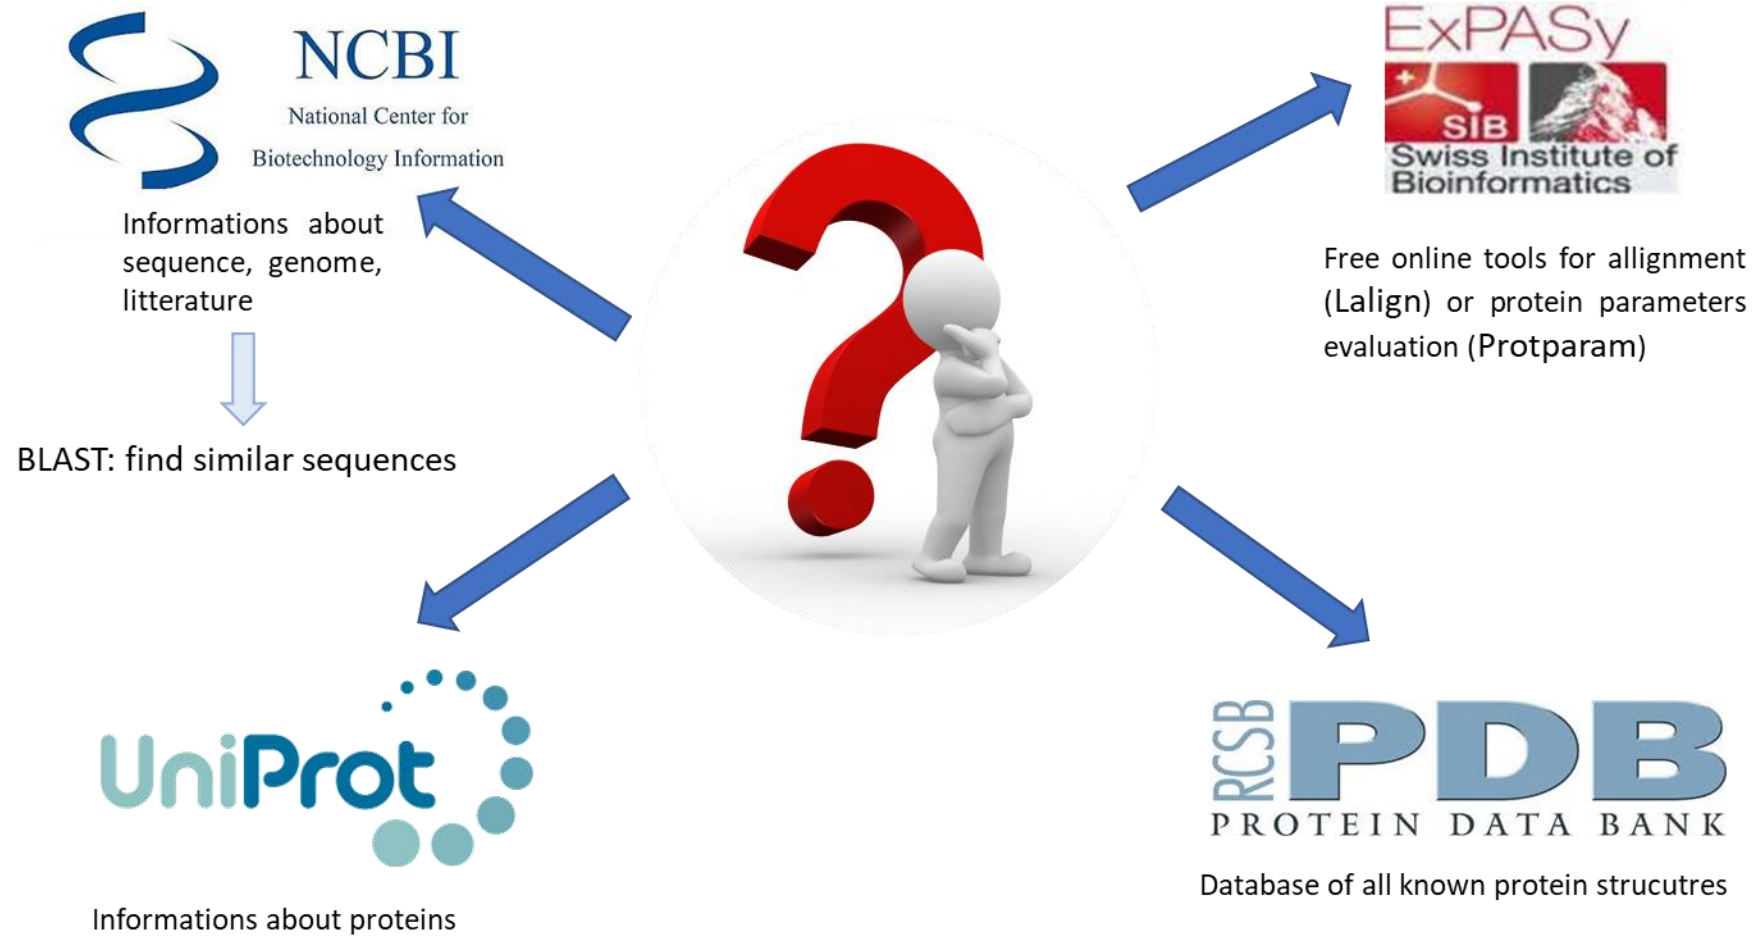 NCBI
National Center for
Biotechnology Information
Informations about
sequence, genome,
litterature
BLAST: find similar sequences
ExPASy
SIB
Swiss Institute of
Bioinformatics
Free online tools for allignment
(Lalign) or protein parameters
evaluation (Protparam)
UniProt
Informations about proteins
RCSB
PDB
PROTEIN DATA BANK
Database of all known protein strucutres